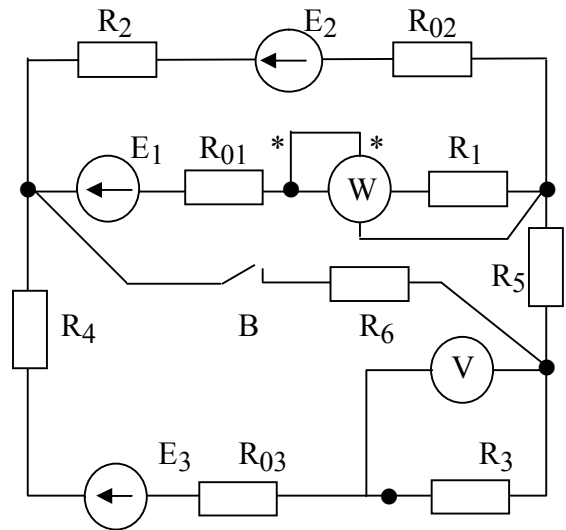 R₂ E₂ R₀₂
E₁ R₀₁ * * R₁
W
R₅
R₄ B R₆
V
E₃ R₀₃ R₃